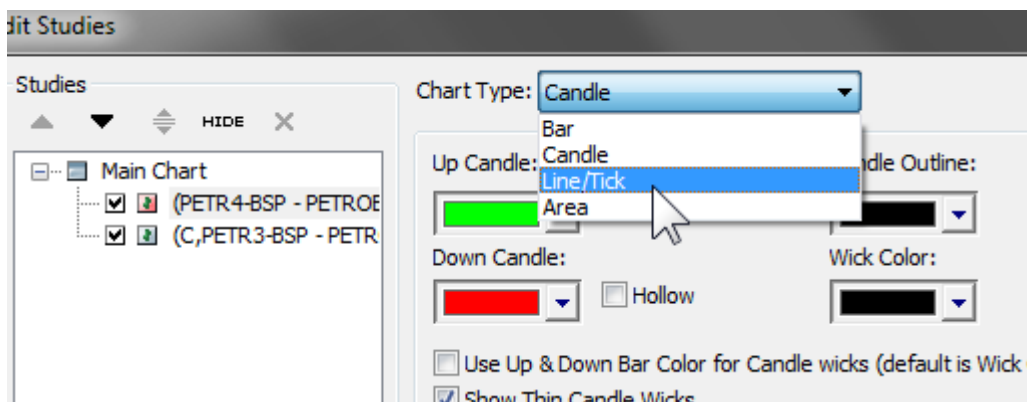 dit Studies
Studies
HIDE
Main Chart
(PETR4-BSP - PETROB
(C,PETR3-BSP - PETR
Chart Type: Candle
Bar
Candle
Line/Tick
Area
Up Candle:
dle Outline:
Down Candle:
Wick Color:
Hollow
Use Up & Down Bar Color for Candle wicks (default is Wick
Show Thin Candle Wicks